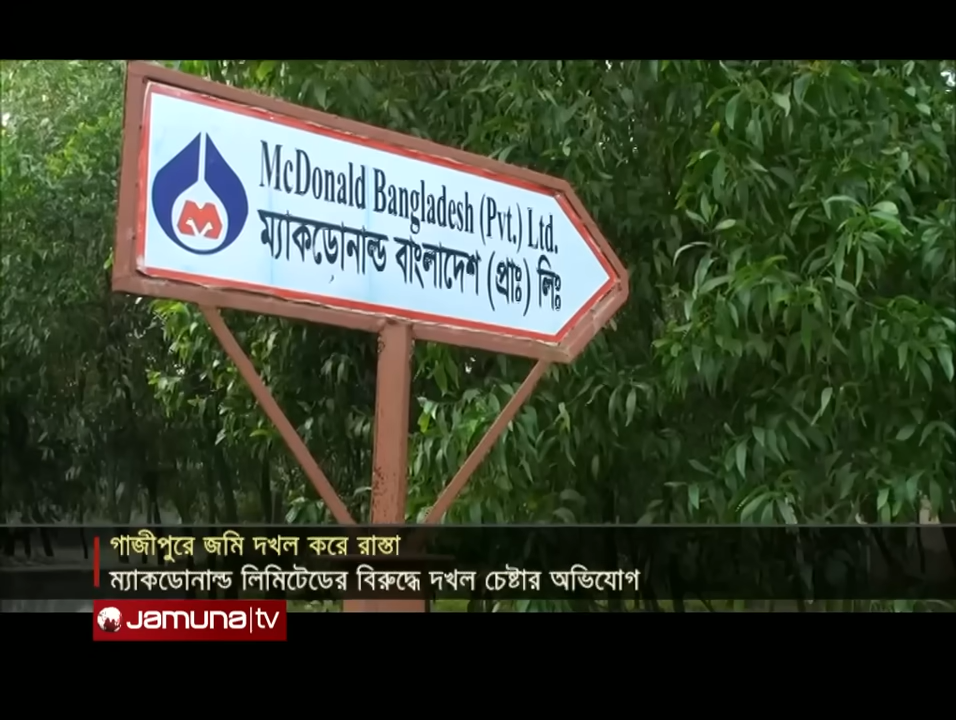 McDonald Bangladesh (Pvt.) Ltd.
ম্যাকডোনাল্ড বাংলাদেশ (প্রাঃ) লিঃ
গাজীপুরে জমি দখল করে রাস্তা
ম্যাকডোনাল্ড লিমিটেডের বিরুদ্ধে দখল চেষ্টার অভিযোগ
Jamuna|tv